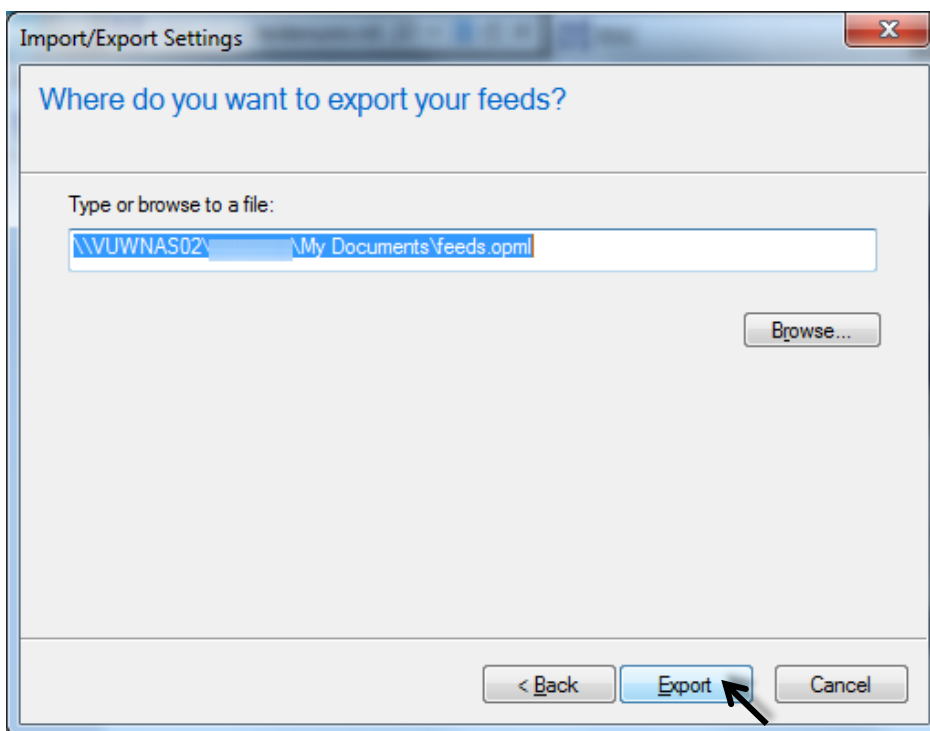 Import/Export Settings
Where do you want to export your feeds?
Type or browse to a file:
\\VUWNAS02\ \My Documents\feeds.opml
Browse...
< Back Export Cancel